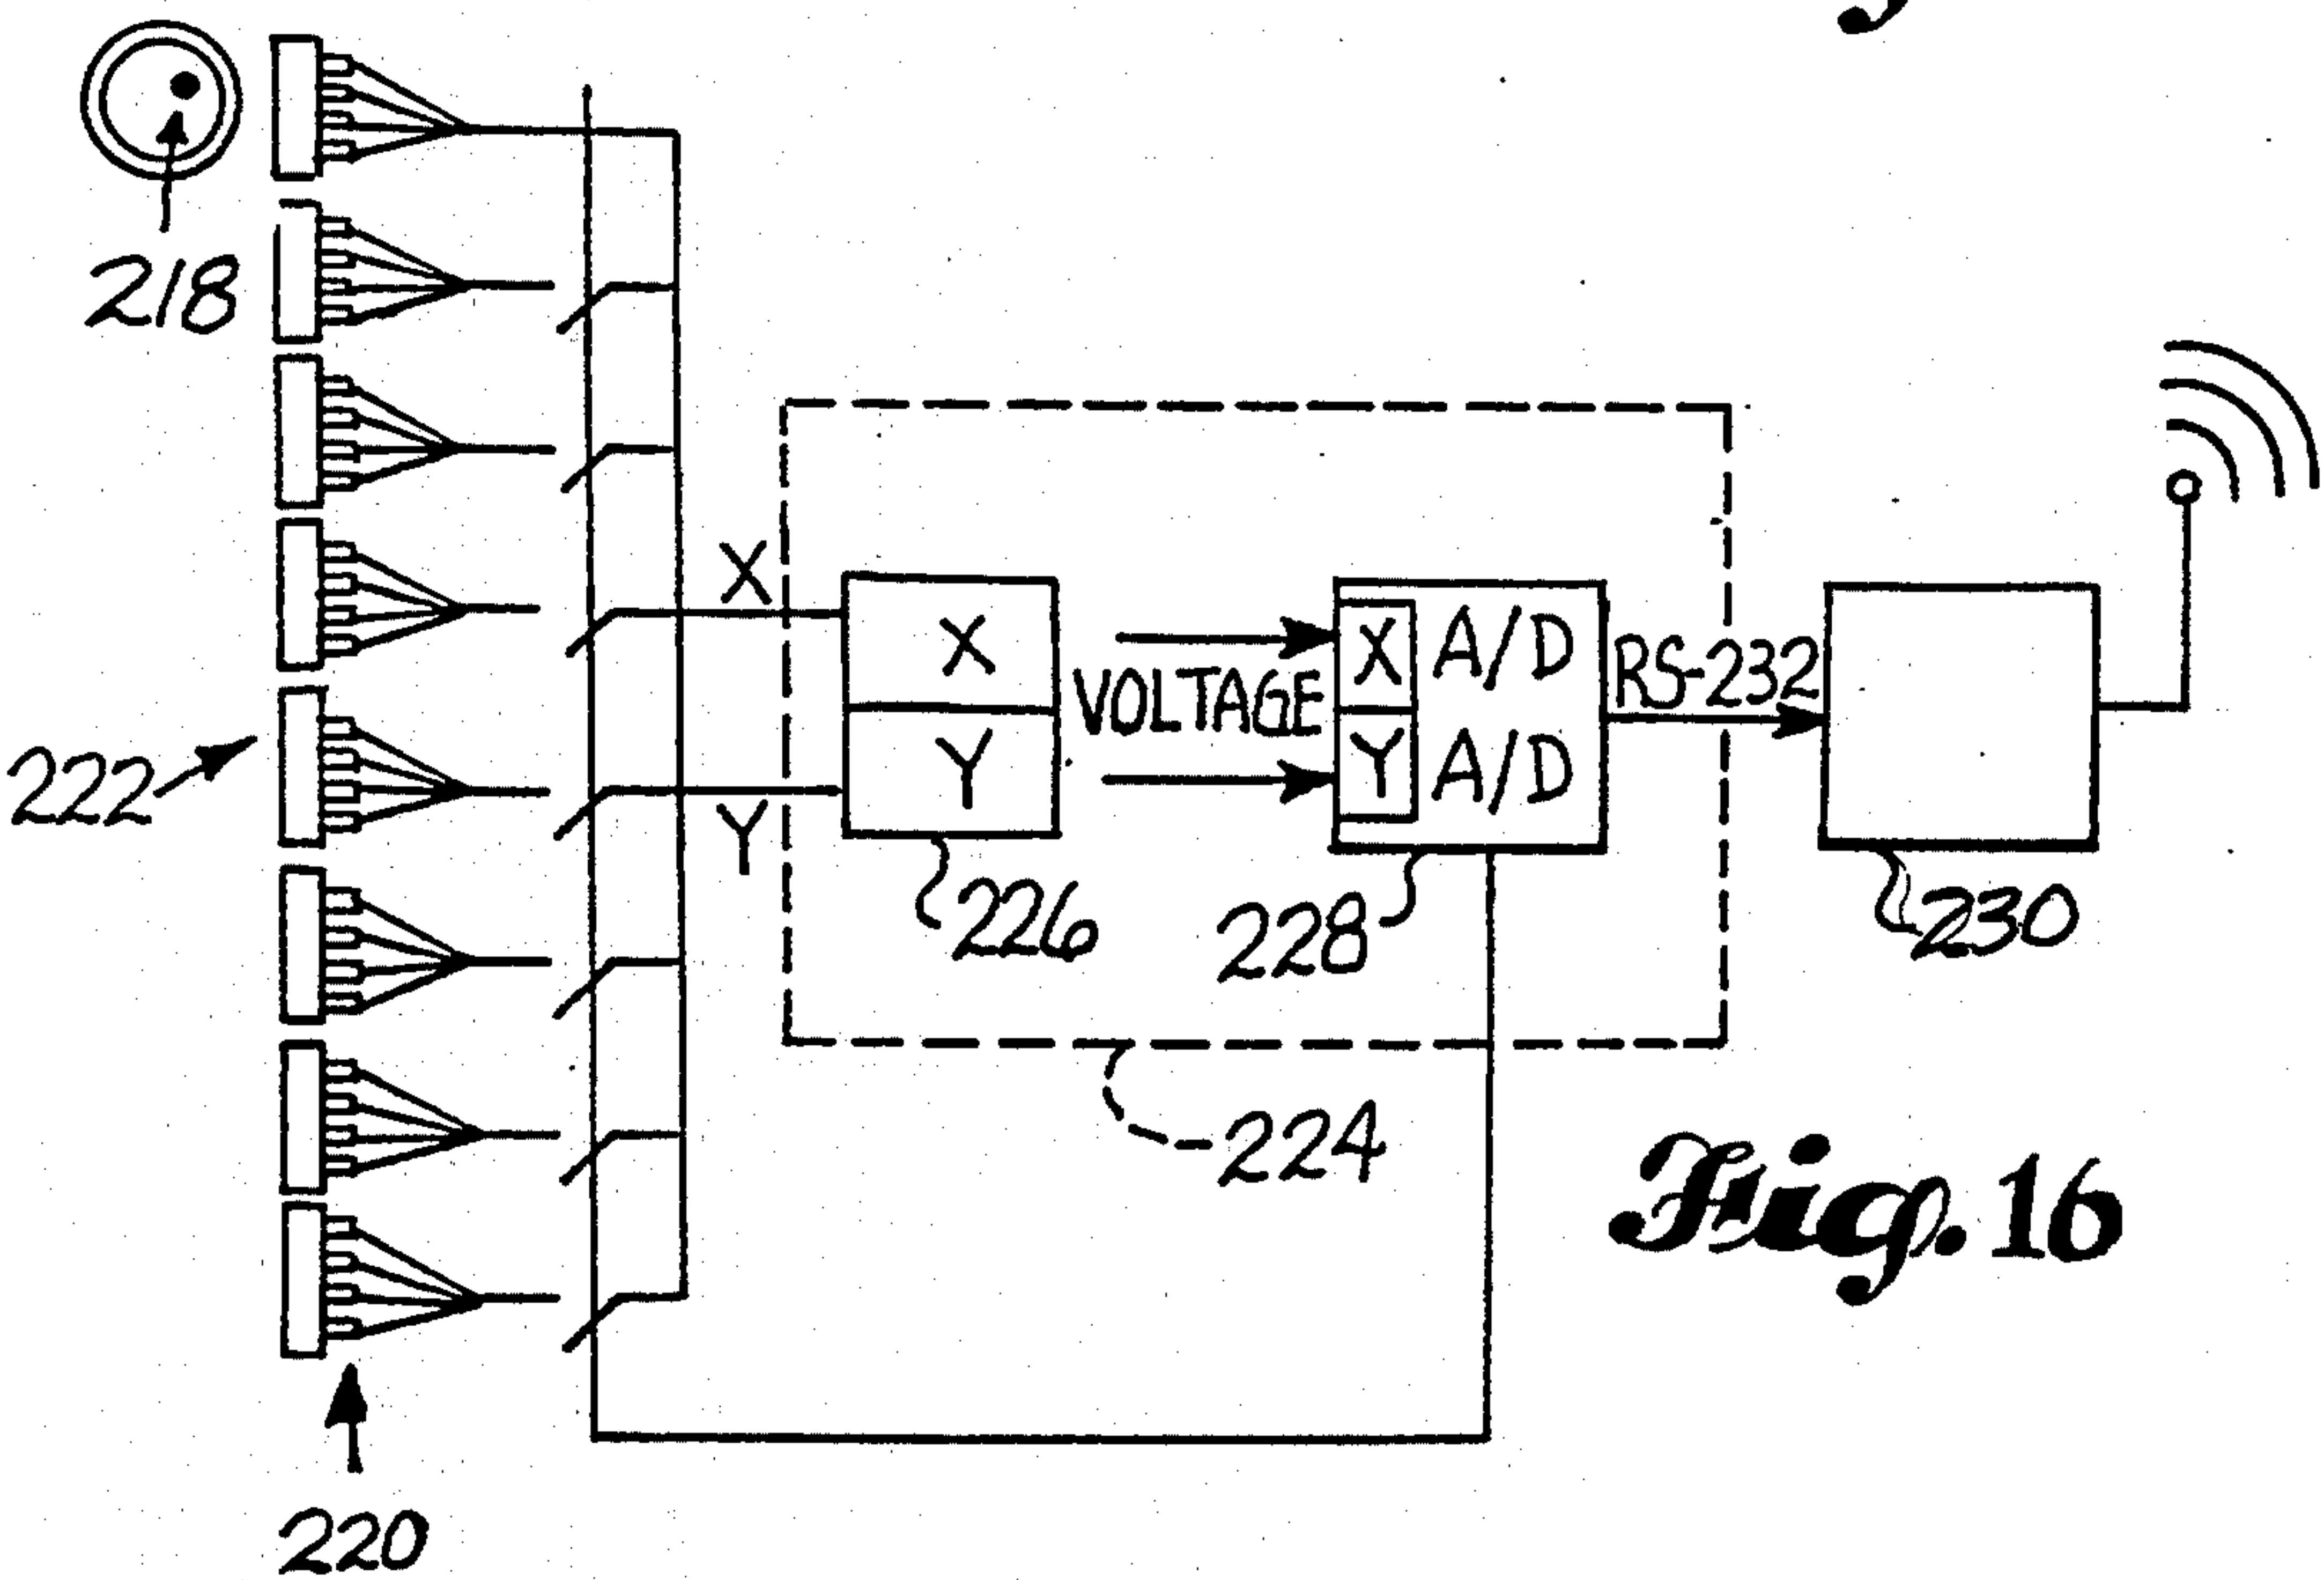 218
X
X
A/D
RS-232
VOLTAGE
222
Y
Y
A/D
Y
X
226
228
230
224
Fig. 16
220